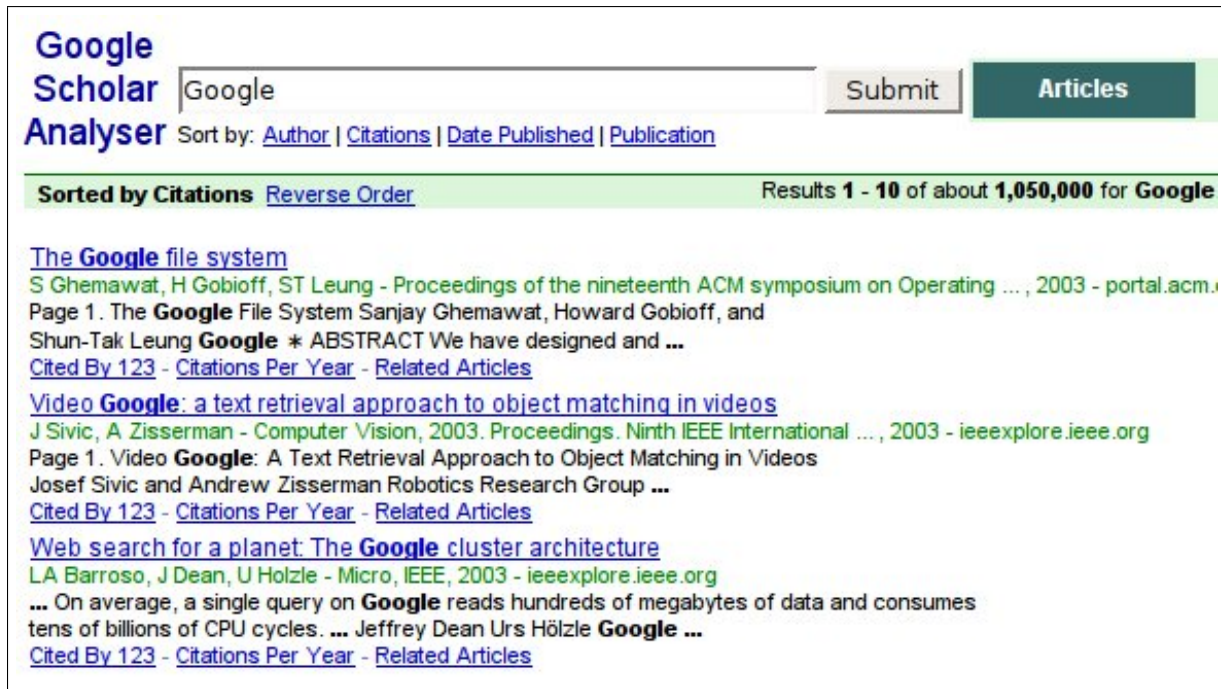 Google
Scholar
Analyser
Google
Submit
Articles
Sort by: Author | Citations | Date Published | Publication
Sorted by Citations Reverse Order
Results 1 - 10 of about 1,050,000 for Google
The Google file system
S Ghemawat, H Gobioff, ST Leung - Proceedings of the nineteenth ACM symposium on Operating ... , 2003 - portal.acm.
Page 1. The Google File System Sanjay Ghemawat, Howard Gobioff, and
Shun-Tak Leung Google ∗ ABSTRACT We have designed and ...
Cited By 123 - Citations Per Year - Related Articles
Video Google: a text retrieval approach to object matching in videos
J Sivic, A Zisserman - Computer Vision, 2003. Proceedings. Ninth IEEE International ... , 2003 - ieeexplore.ieee.org
Page 1. Video Google: A Text Retrieval Approach to Object Matching in Videos
Josef Sivic and Andrew Zisserman Robotics Research Group ...
Cited By 123 - Citations Per Year - Related Articles
Web search for a planet: The Google cluster architecture
LA Barroso, J Dean, U Holzle - Micro, IEEE, 2003 - ieeexplore.ieee.org
... On average, a single query on Google reads hundreds of megabytes of data and consumes
tens of billions of CPU cycles. ... Jeffrey Dean Urs Hölzle Google ...
Cited By 123 - Citations Per Year - Related Articles